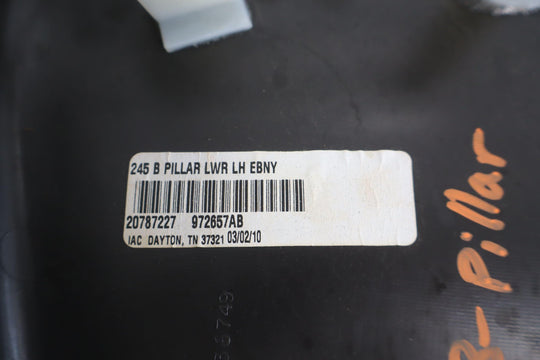 245 B PILLAR LWR LH EBNY
20787227 972657AB
IAC DAYTON, TN 37321 03/02/10
B-Pillar